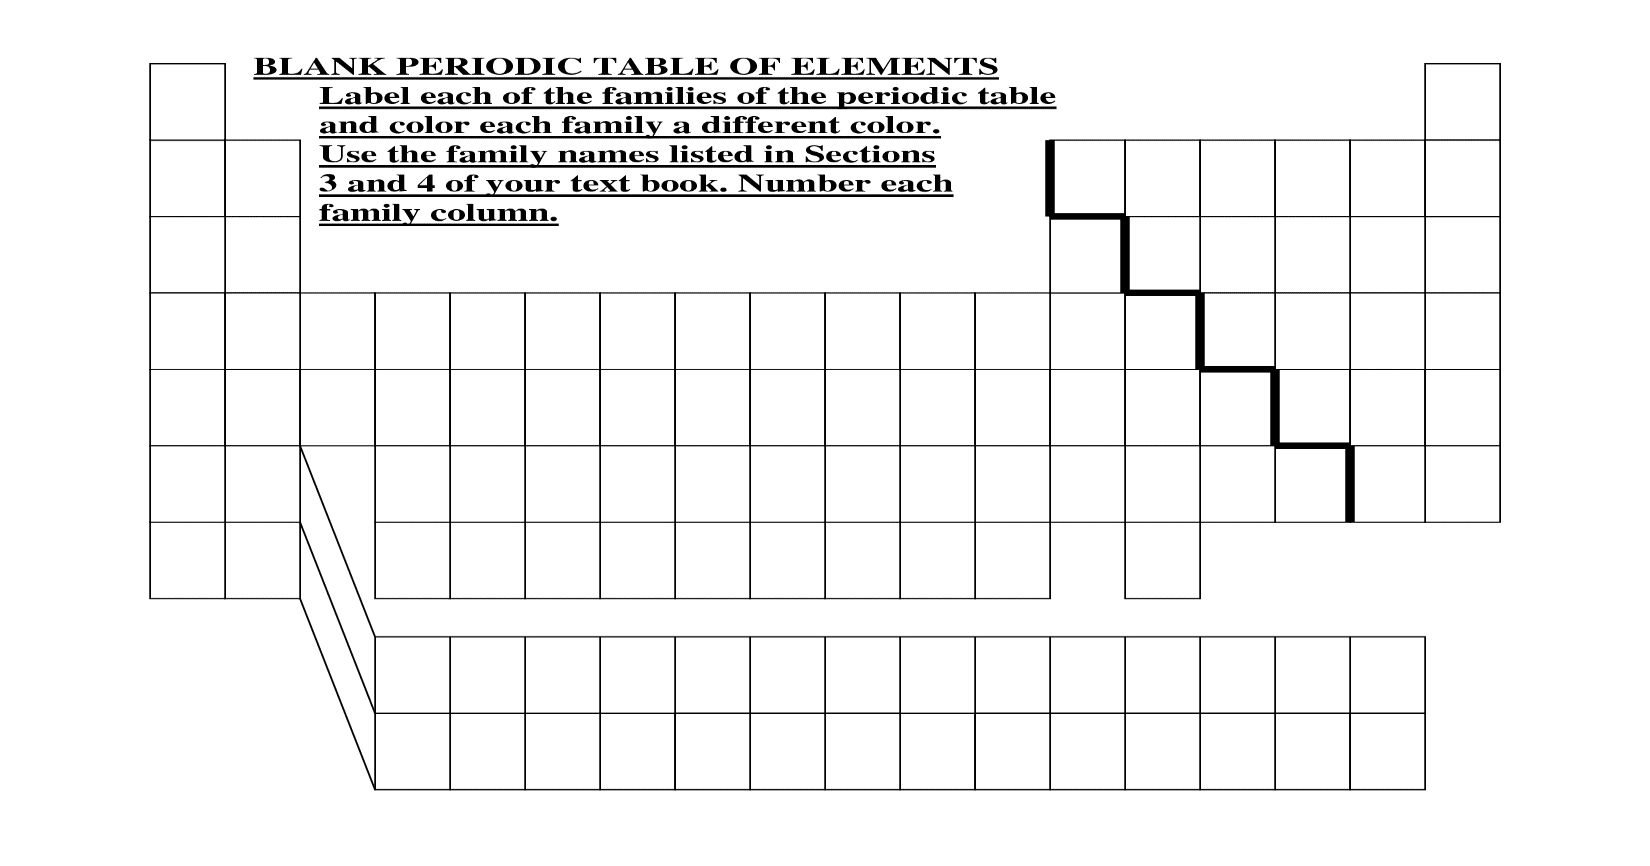 BLANK PERIODIC TABLE OF ELEMENTS
Label each of the families of the periodic table
and color each family a different color.
Use the family names listed in Sections
3 and 4 of your text book. Number each
family column.